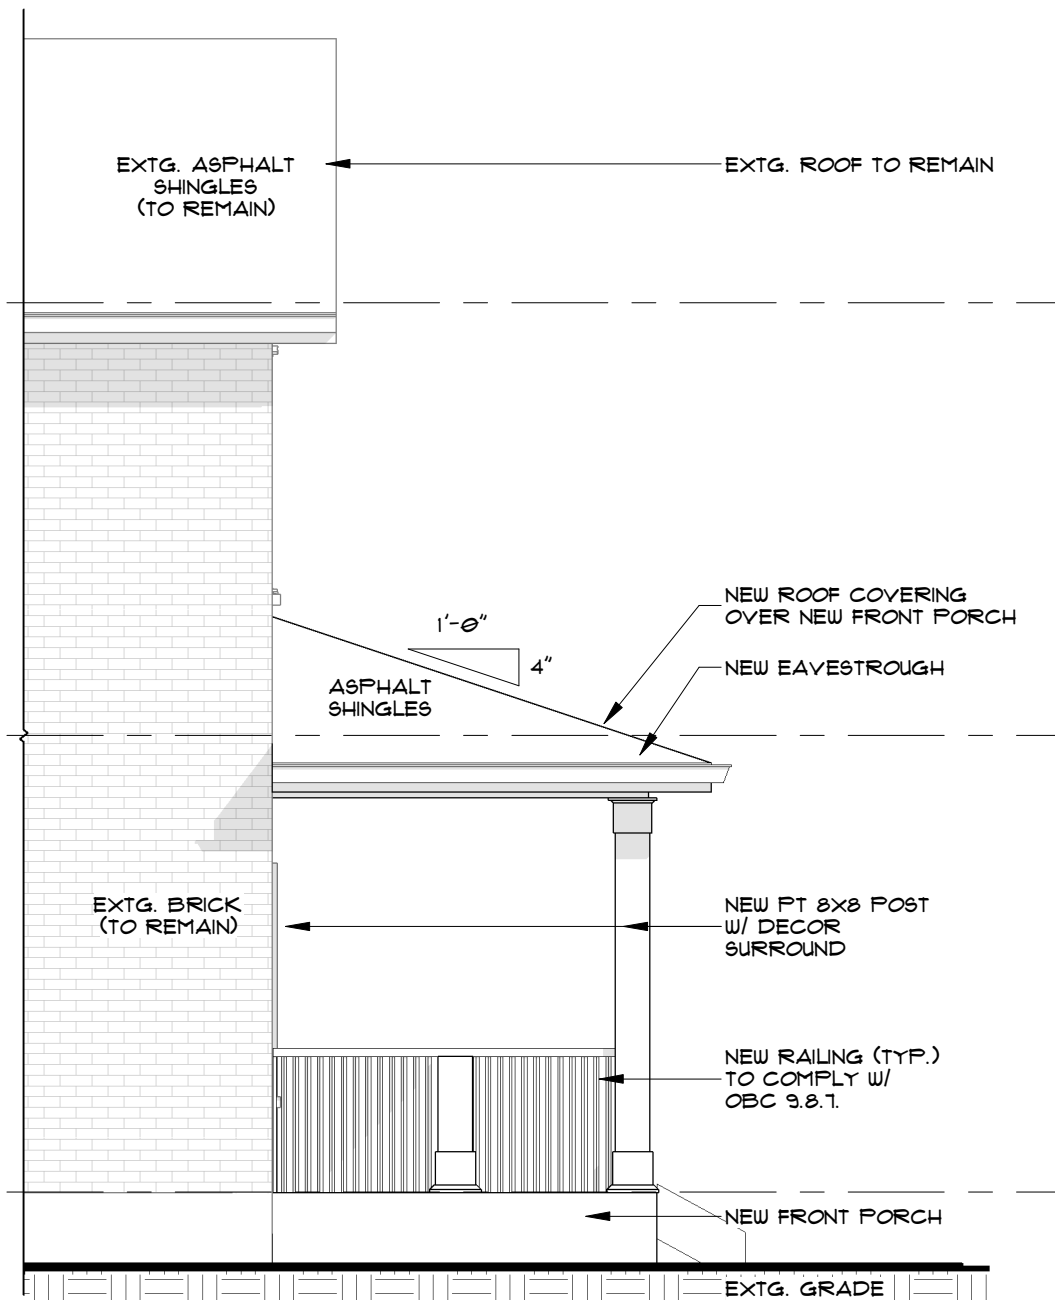 EXTG. ASPHALT
SHINGLES
(TO REMAIN)
EXTG. ROOF TO REMAIN
NEW ROOF COVERING
OVER NEW FRONT PORCH
1'-0"
4"
NEW EAVESTROUGH
ASPHALT
SHINGLES
EXTG. BRICK
(TO REMAIN)
NEW PT 8X8 POST
W/ DECOR
SURROUND
NEW RAILING (TYP.)
TO COMPLY W/
OBC 9.8.7.
NEW FRONT PORCH
EXTG. GRADE